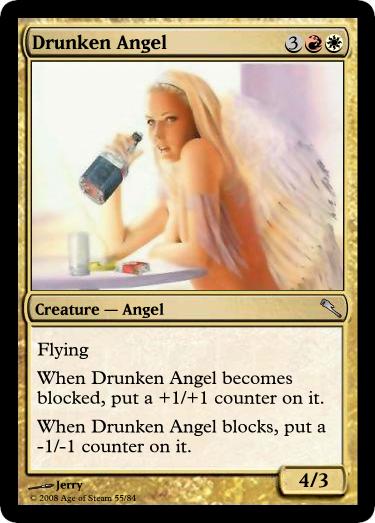 Drunken Angel 3
Creature — Angel
Flying
When Drunken Angel becomes
blocked, put a +1/+1 counter on it.
When Drunken Angel blocks, put a
-1/-1 counter on it.
Jerry
4/3
© 2008 Age of Steam 55/84